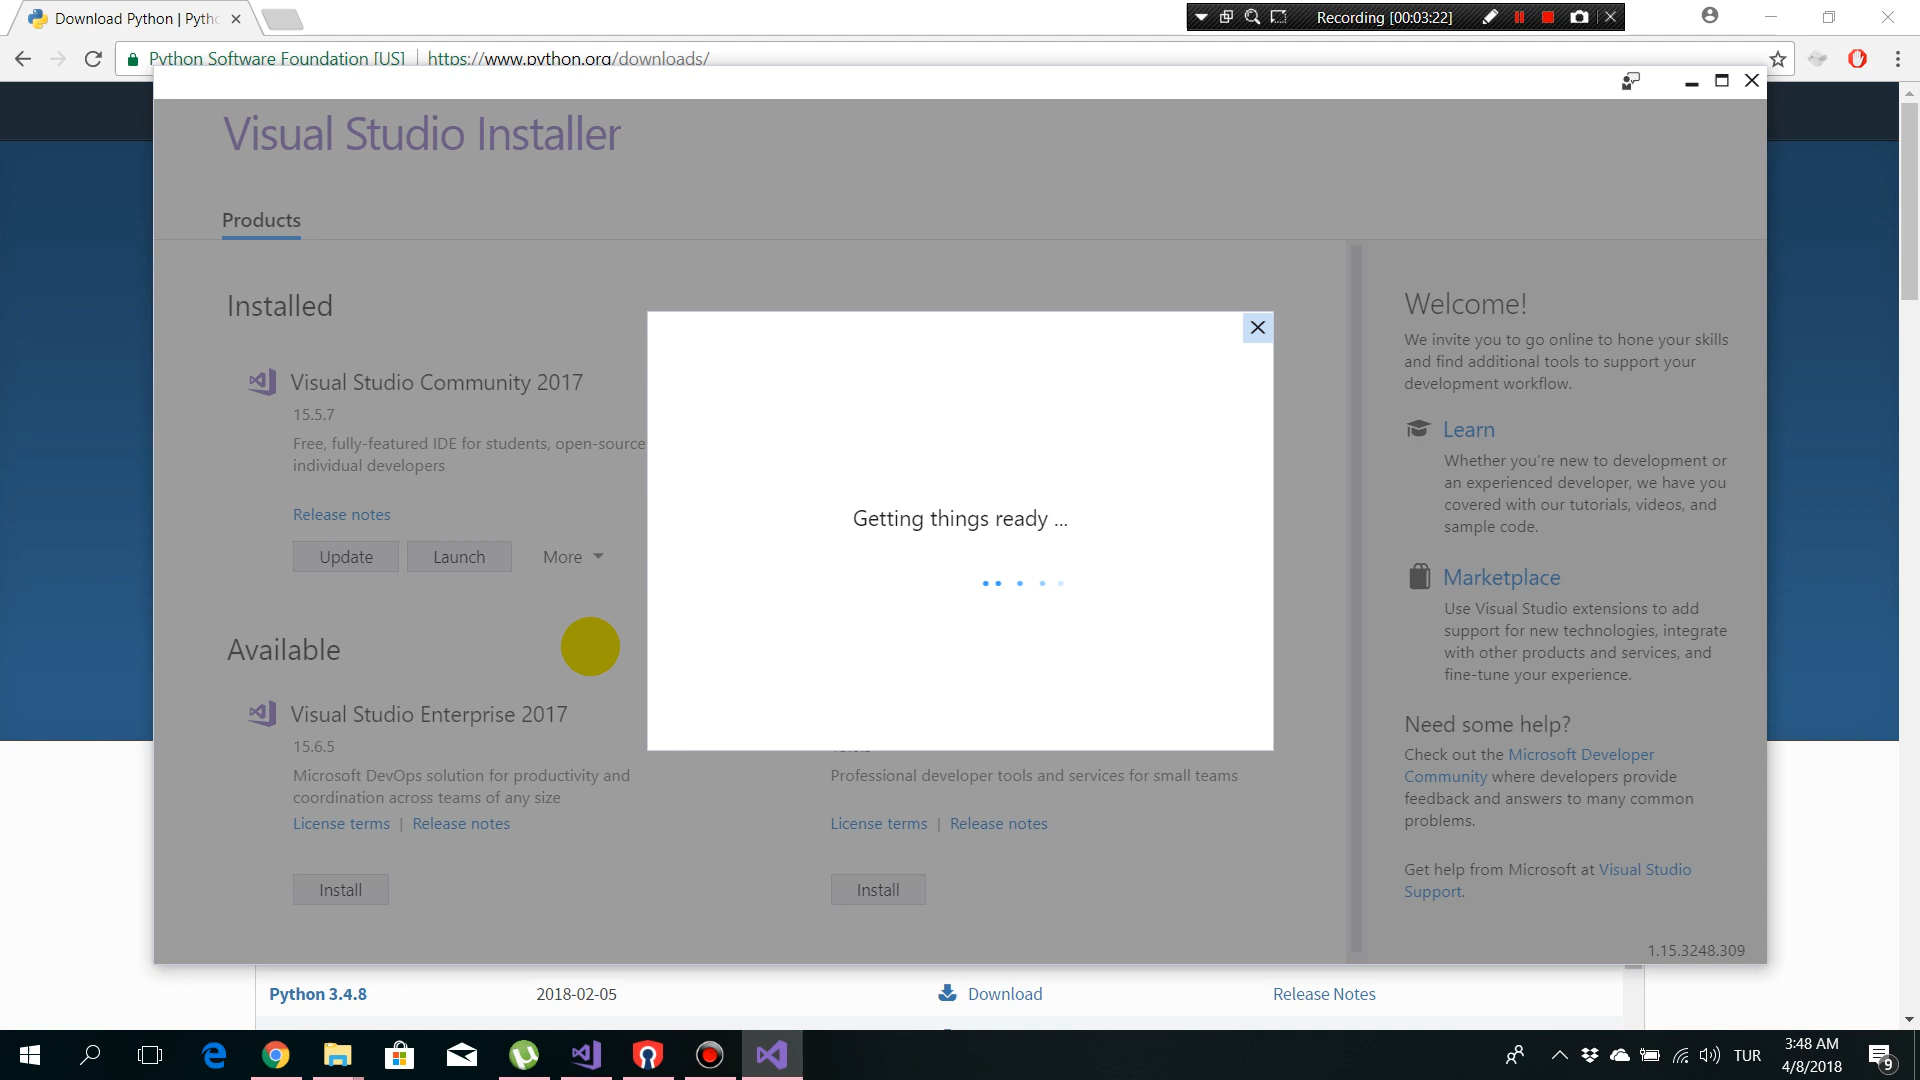 Download Python | Pyth
Recording [00:03:22]
Python Software Foundation [US]
https://www.python.org/downloads/
Visual Studio Installer
Products
Installed
Visual Studio Community 2017
15.5.7
Free, fully-featured IDE for students, open-source
individual developers
Release notes
Update
Launch
More
Available
Visual Studio Enterprise 2017
15.6.5
Microsoft DevOps solution for productivity and
coordination across teams of any size
License terms | Release notes
Install
Getting things ready ...
Professional developer tools and services for small teams
License terms | Release notes
Install
Welcome!
We invite you to go online to hone your skills
and find additional tools to support your
development workflow.
Learn
Whether you're new to development or
an experienced developer, we have you
covered with our tutorials, videos, and
sample code.
Marketplace
Use Visual Studio extensions to add
support for new technologies, integrate
with other products and services, and
fine-tune your experience.
Need some help?
Check out the Microsoft Developer
Community where developers provide
feedback and answers to many common
problems.
Get help from Microsoft at Visual Studio
Support.
1.15.3248.309
Python 3.4.8
2018-02-05
Download
Release Notes
TUR
3:48 AM
4/8/2018
9